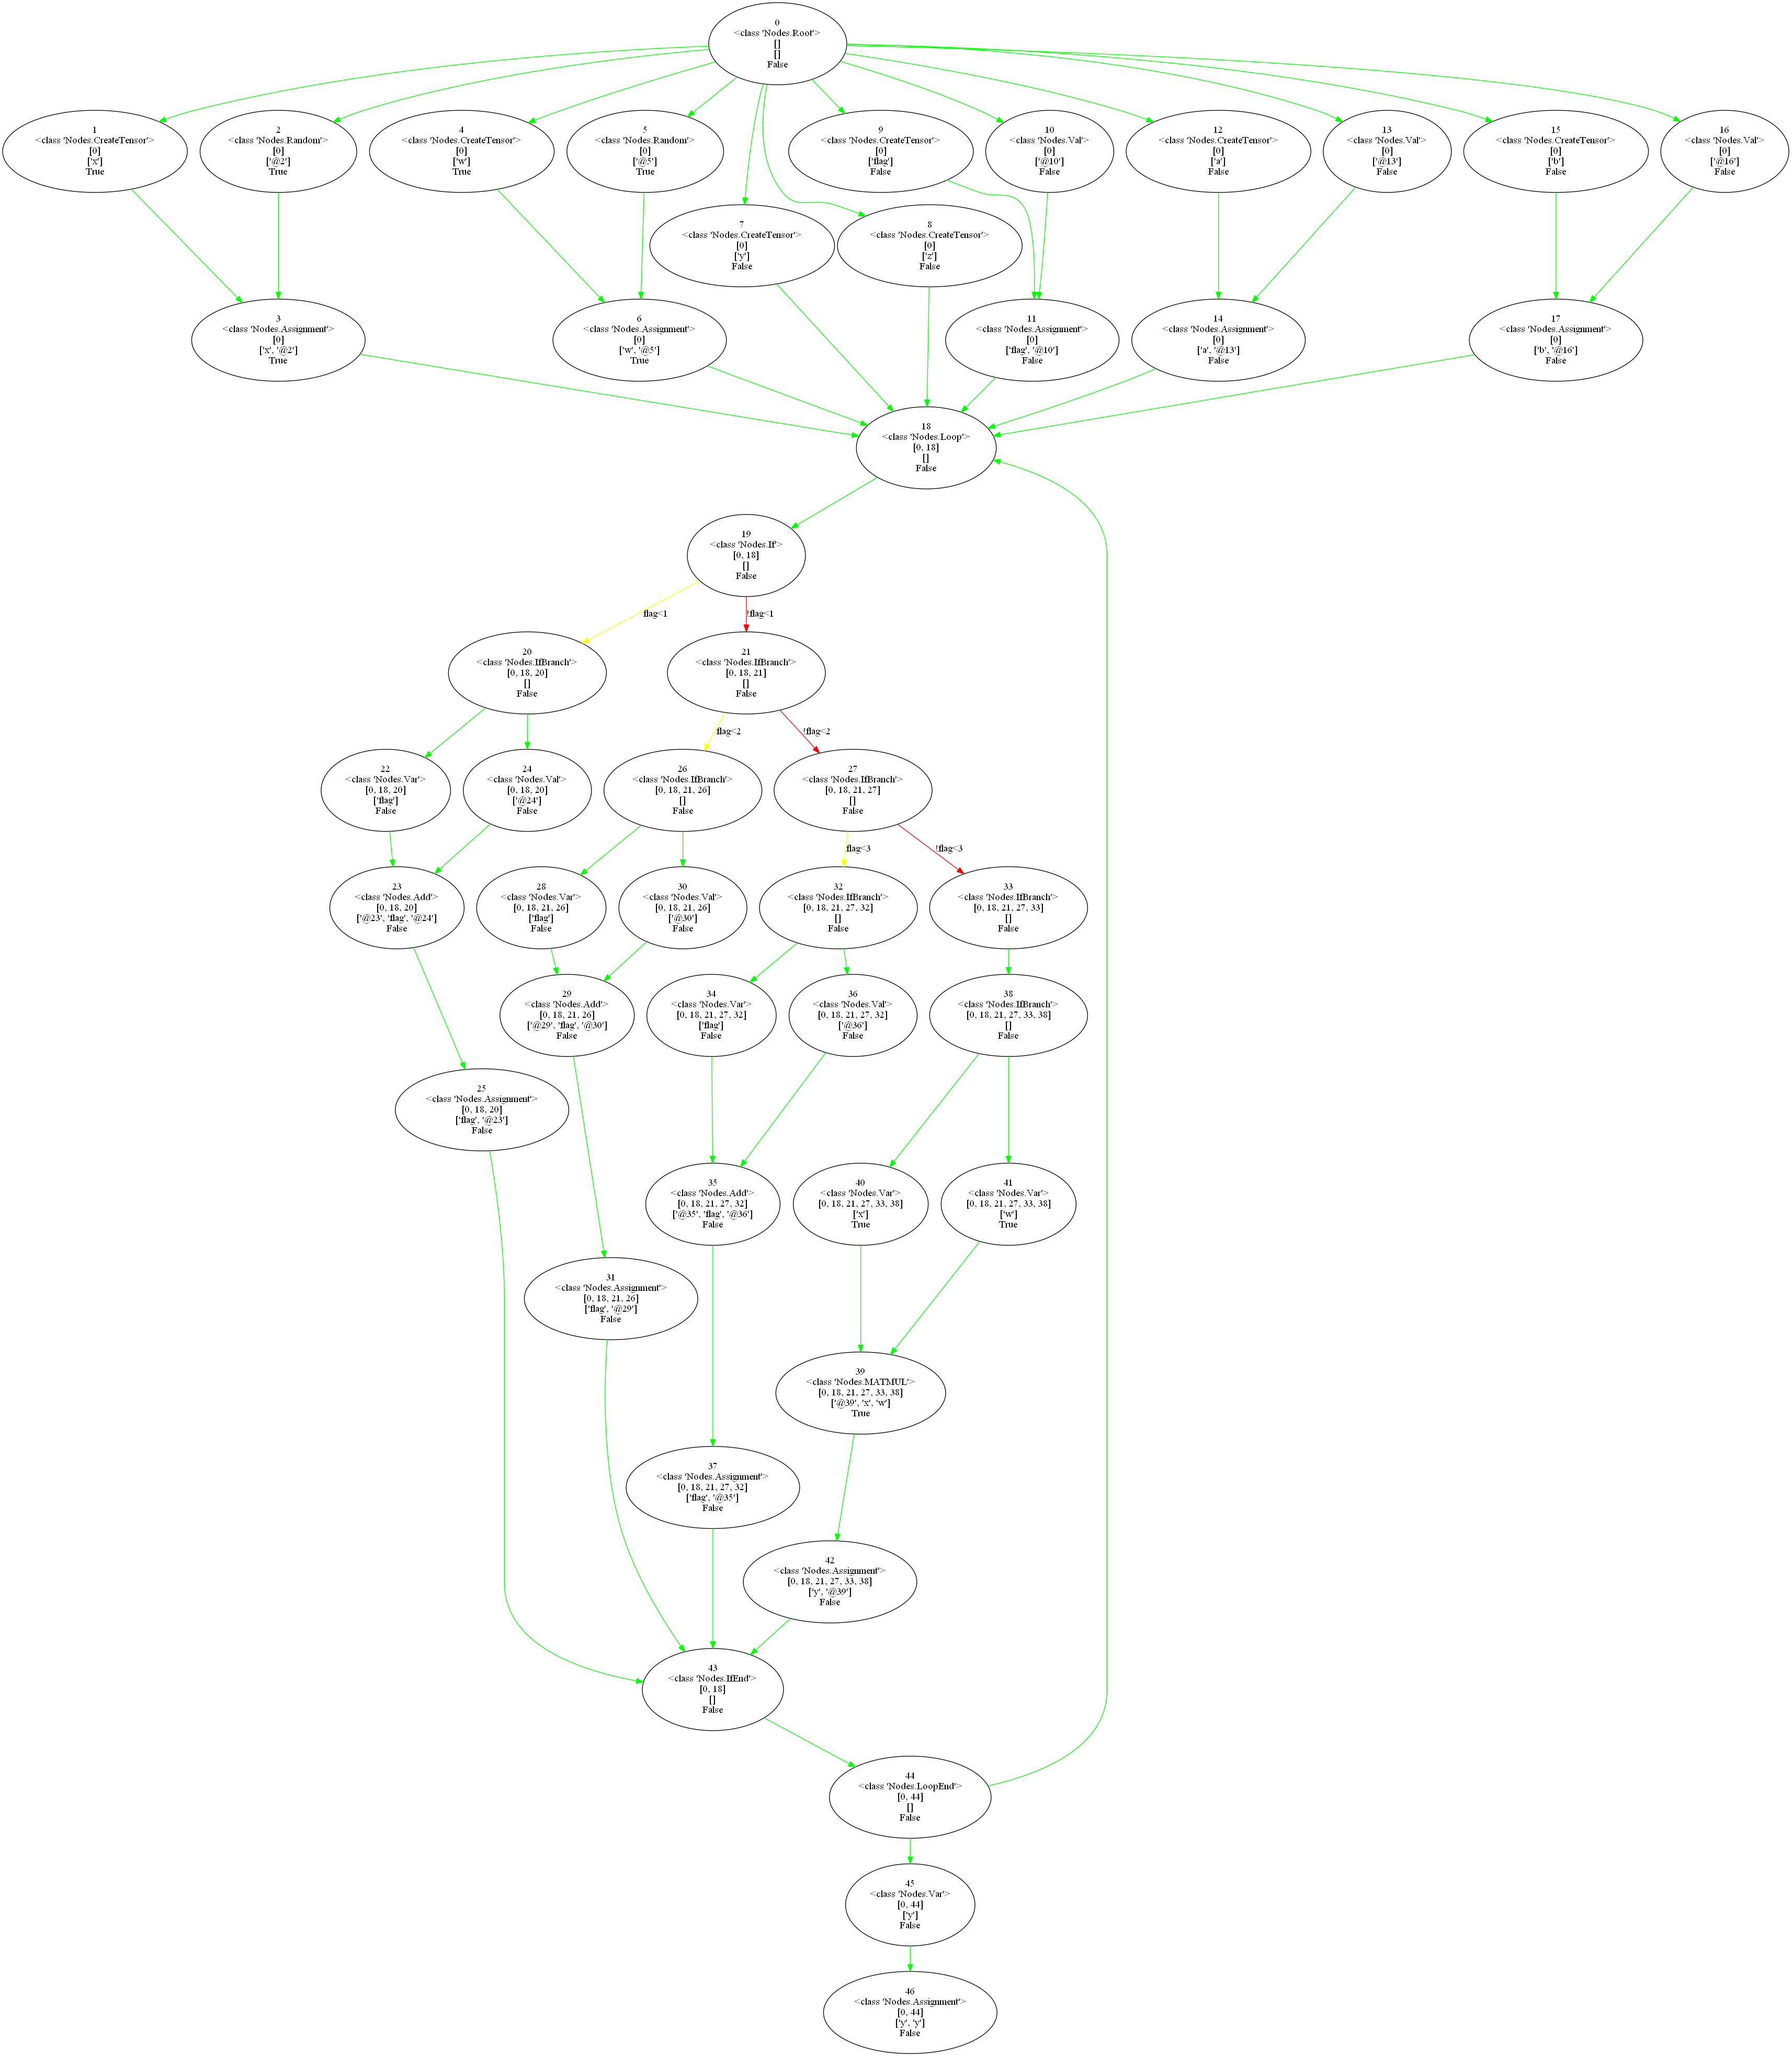 0
<class 'Nodes.Root'>
[]
[]
False
1
<class 'Nodes.CreateTensor'>
[0]
['x']
True
2
<class 'Nodes.Random'>
[0]
['@2']
True
4
<class 'Nodes.CreateTensor'>
[0]
['w']
True
5
<class 'Nodes.Random'>
[0]
['@5']
True
9
<class 'Nodes.CreateTensor'>
[0]
['flag']
False
10
<class 'Nodes.Val'>
[0]
['@10']
False
12
<class 'Nodes.CreateTensor'>
[0]
['a']
False
13
<class 'Nodes.Val'>
[0]
['@13']
False
15
<class 'Nodes.CreateTensor'>
[0]
['b']
False
16
<class 'Nodes.Val'>
[0]
['@16']
False
7
<class 'Nodes.CreateTensor'>
[0]
['y']
False
8
<class 'Nodes.CreateTensor'>
[0]
['z']
False
3
<class 'Nodes.Assignment'>
[0]
['x', '@2']
True
6
<class 'Nodes.Assignment'>
[0]
['w', '@5']
True
11
<class 'Nodes.Assignment'>
[0]
['flag', '@10']
False
14
<class 'Nodes.Assignment'>
[0]
['a', '@13']
False
17
<class 'Nodes.Assignment'>
[0]
['b', '@16']
False
18
<class 'Nodes.Loop'>
[0, 18]
[]
False
19
<class 'Nodes.If'>
[0, 18]
[]
False
flag<1
!flag<1
20
<class 'Nodes.IfBranch'>
[0, 18, 20]
[]
False
21
<class 'Nodes.IfBranch'>
[0, 18, 21]
[]
False
flag<2
!flag<2
22
<class 'Nodes.Var'>
[0, 18, 20]
['flag']
False
24
<class 'Nodes.Val'>
[0, 18, 20]
['@24']
False
26
<class 'Nodes.IfBranch'>
[0, 18, 21, 26]
[]
False
27
<class 'Nodes.IfBranch'>
[0, 18, 21, 27]
[]
False
flag<3
!flag<3
23
<class 'Nodes.Add'>
[0, 18, 20]
['@23', 'flag', '@24']
False
28
<class 'Nodes.Var'>
[0, 18, 21, 26]
['flag']
False
30
<class 'Nodes.Val'>
[0, 18, 21, 26]
['@30']
False
32
<class 'Nodes.IfBranch'>
[0, 18, 21, 27, 32]
[]
False
33
<class 'Nodes.IfBranch'>
[0, 18, 21, 27, 33]
[]
False
29
<class 'Nodes.Add'>
[0, 18, 21, 26]
['@29', 'flag', '@30']
False
34
<class 'Nodes.Var'>
[0, 18, 21, 27, 32]
['flag']
False
36
<class 'Nodes.Val'>
[0, 18, 21, 27, 32]
['@36']
False
38
<class 'Nodes.IfBranch'>
[0, 18, 21, 27, 33, 38]
[]
False
25
<class 'Nodes.Assignment'>
[0, 18, 20]
['flag', '@23']
False
35
<class 'Nodes.Add'>
[0, 18, 21, 27, 32]
['@35', 'flag', '@36']
False
40
<class 'Nodes.Var'>
[0, 18, 21, 27, 33, 38]
['x']
True
41
<class 'Nodes.Var'>
[0, 18, 21, 27, 33, 38]
['w']
True
31
<class 'Nodes.Assignment'>
[0, 18, 21, 26]
['flag', '@29']
False
39
<class 'Nodes.MATMUL'>
[0, 18, 21, 27, 33, 38]
['@39', 'x', 'w']
True
37
<class 'Nodes.Assignment'>
[0, 18, 21, 27, 32]
['flag', '@35']
False
42
<class 'Nodes.Assignment'>
[0, 18, 21, 27, 33, 38]
['y', '@39']
False
43
<class 'Nodes.IfEnd'>
[0, 18]
[]
False
44
<class 'Nodes.LoopEnd'>
[0, 44]
[]
False
45
<class 'Nodes.Var'>
[0, 44]
['y']
False
46
<class 'Nodes.Assignment'>
[0, 44]
['y', 'y']
False